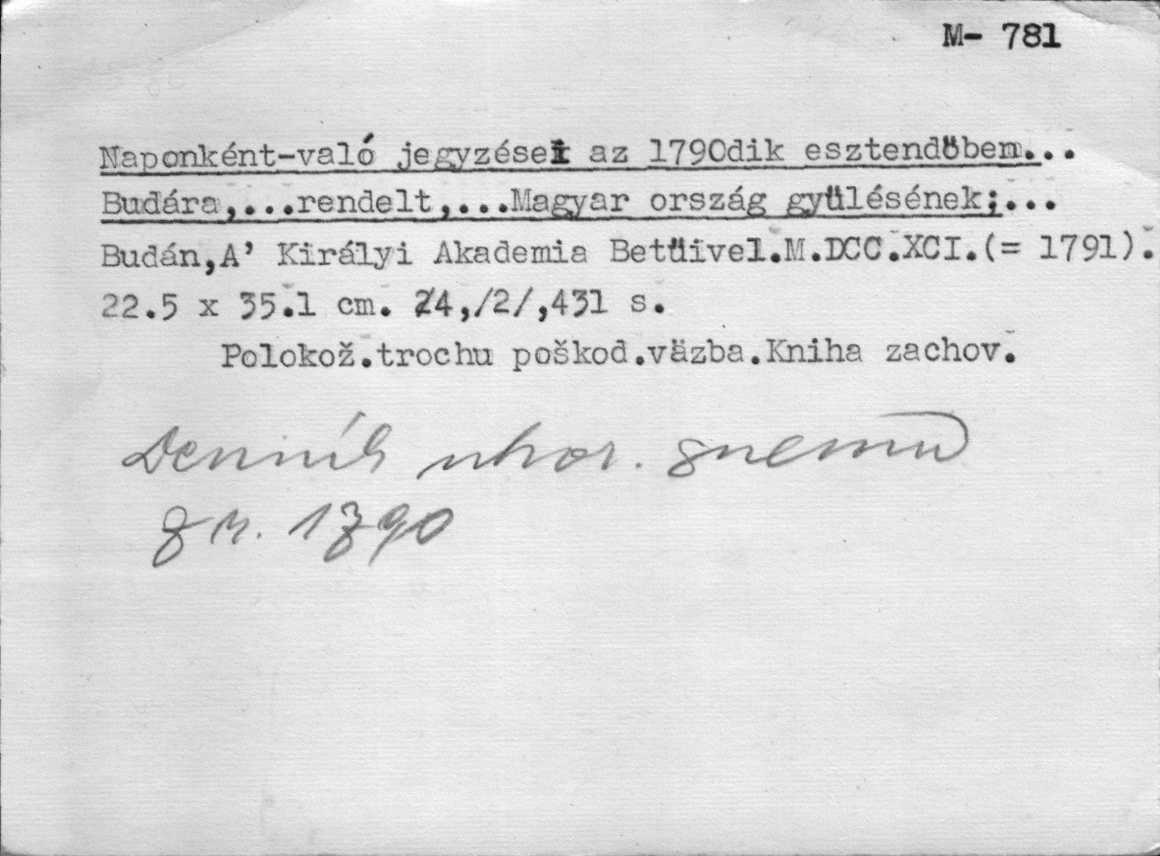 M- 781
Naponként-való jegyzései az 1790dik esztendőben...
Budára,...rendelt,...Magyar ország gyűlésének;...
Budán,A' Királyi Akademia Betűivel.M.DCC.XCI.(= 1791).
22.5 x 35.1 cm. 24,/2/,431 s.
Polokož.trochu poškod.väzba.Kniha zachov.
Denník uhor. snemu
z r. 1790